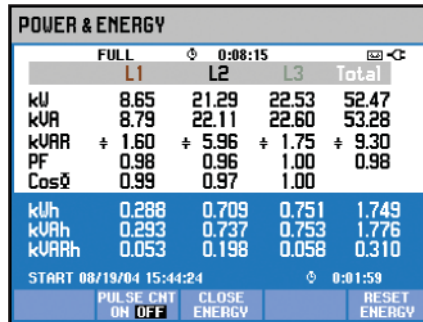 POWER & ENERGY
FULL 0:08:15
L1 L2 L3 Total
kW 8.65 21.29 22.53 52.47
kVA 8.79 22.11 22.60 53.28
kVAR ÷ 1.60 ÷ 5.96 ÷ 1.75 ÷ 9.30
PF 0.98 0.96 1.00 0.98
CosΦ 0.99 0.97 1.00
kWh 0.288 0.709 0.751 1.749
kVAh 0.293 0.737 0.753 1.776
kVARh 0.053 0.198 0.058 0.310
START 08/19/04 15:44:24 0:01:59
PULSE CNT CLOSE RESET
ON OFF ENERGY ENERGY